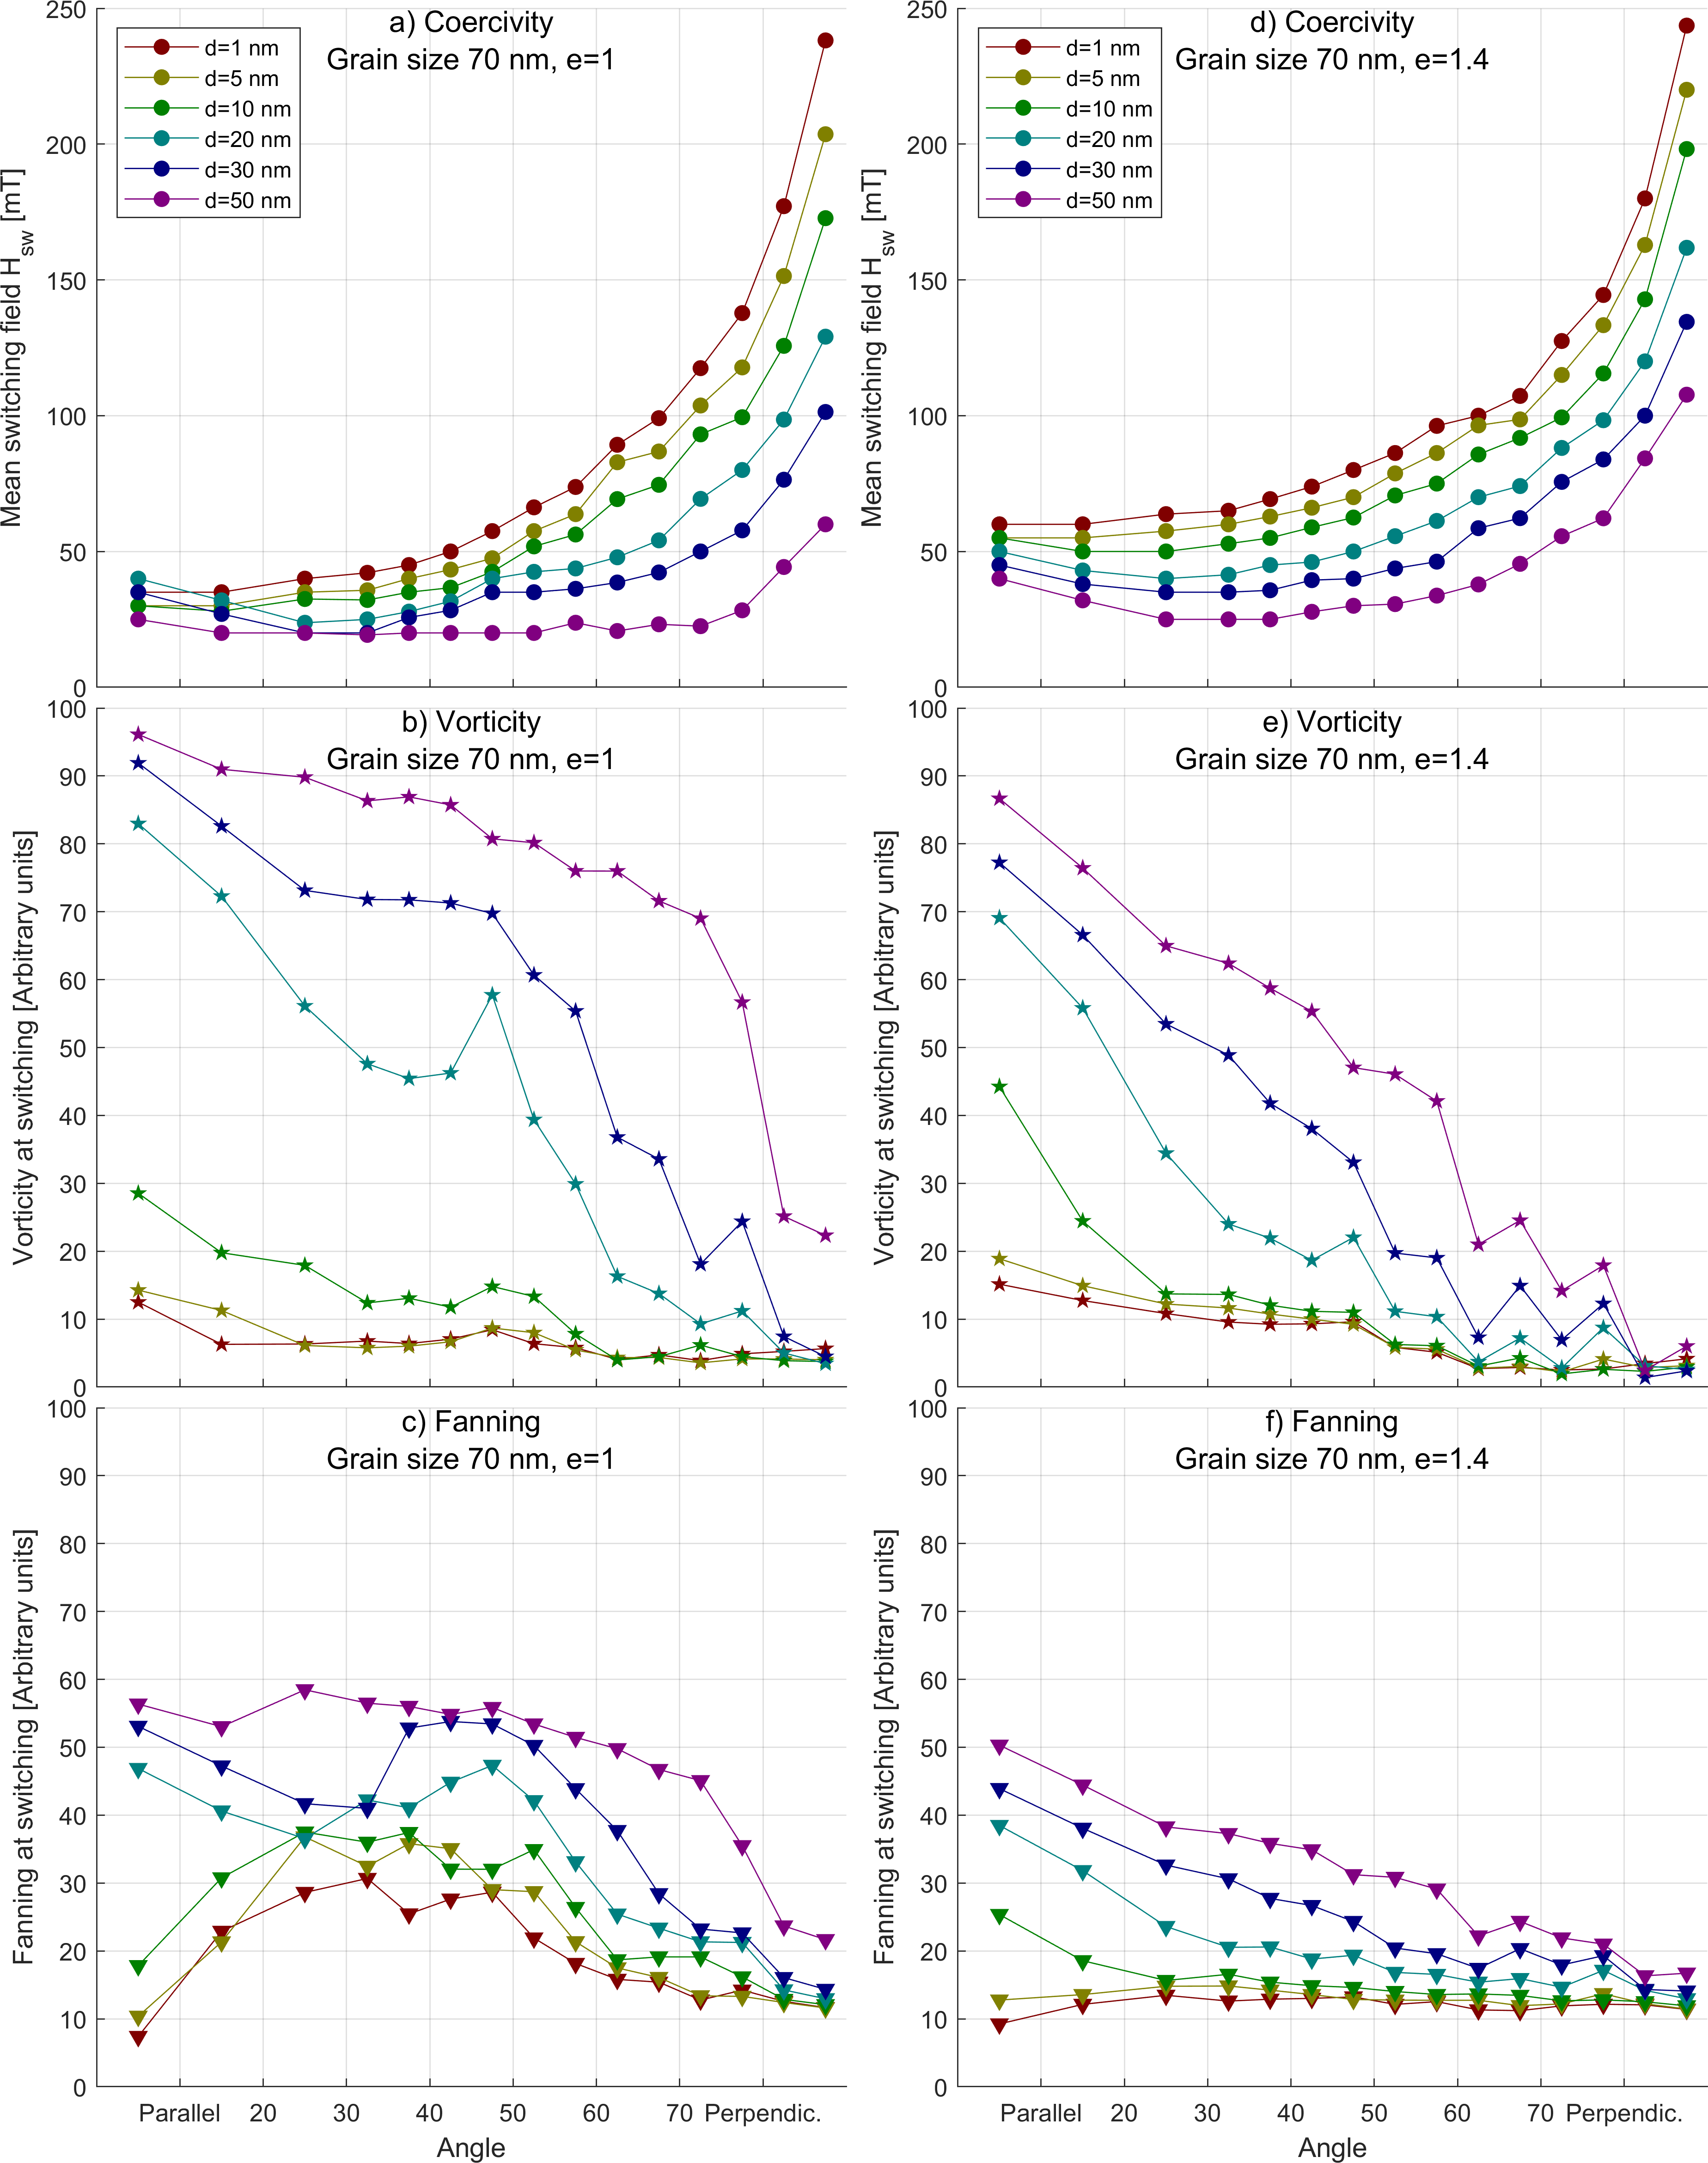 a) Coercivity
Grain size 70 nm, e=1
d=1 nm
d=5 nm
d=10 nm
d=20 nm
d=30 nm
d=50 nm
Mean switching field Hsw [mT]
250
200
150
100
50
0
d) Coercivity
Grain size 70 nm, e=1.4
d=1 nm
d=5 nm
d=10 nm
d=20 nm
d=30 nm
d=50 nm
Mean switching field Hsw [mT]
250
200
150
100
50
0
b) Vorticity
Grain size 70 nm, e=1
Vorticity at switching [Arbitrary units]
100
90
80
70
60
50
40
30
20
10
0
e) Vorticity
Grain size 70 nm, e=1.4
Vorticity at switching [Arbitrary units]
100
90
80
70
60
50
40
30
20
10
0
c) Fanning
Grain size 70 nm, e=1
Fanning at switching [Arbitrary units]
100
90
80
70
60
50
40
30
20
10
0
Parallel 20 30 40 50 60 70 Perpendic.
Angle
f) Fanning
Grain size 70 nm, e=1.4
Fanning at switching [Arbitrary units]
100
90
80
70
60
50
40
30
20
10
0
Parallel 20 30 40 50 60 70 Perpendic.
Angle